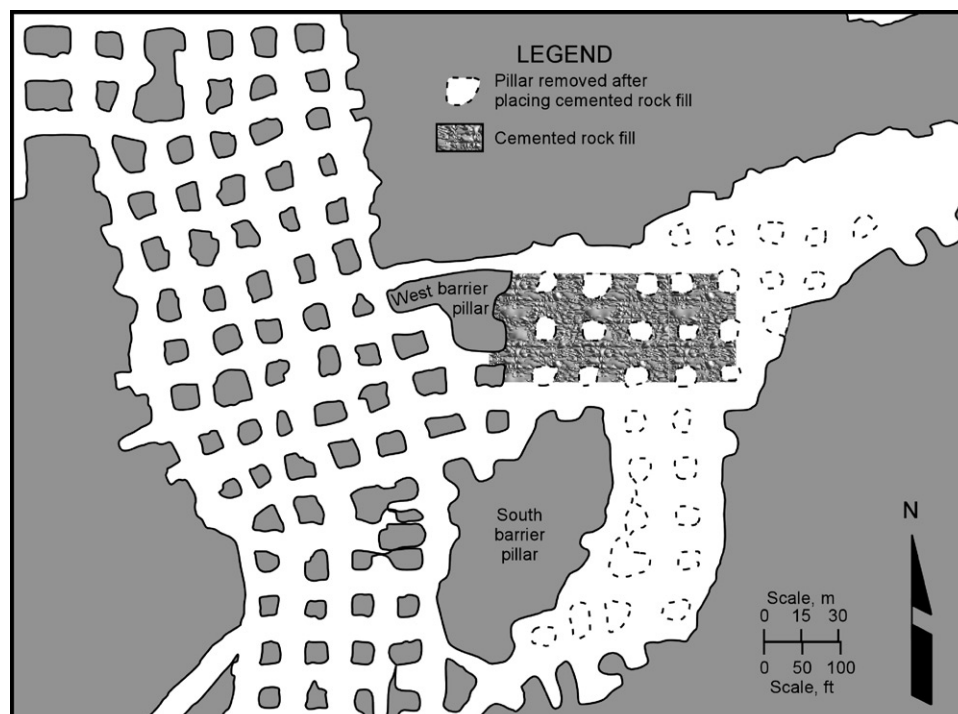 LEGEND
Pillar removed after
placing cemented rock fill
Cemented rock fill
West barrier
pillar
South
barrier
pillar
N
Scale, m
0 15 30
0 50 100
Scale, ft